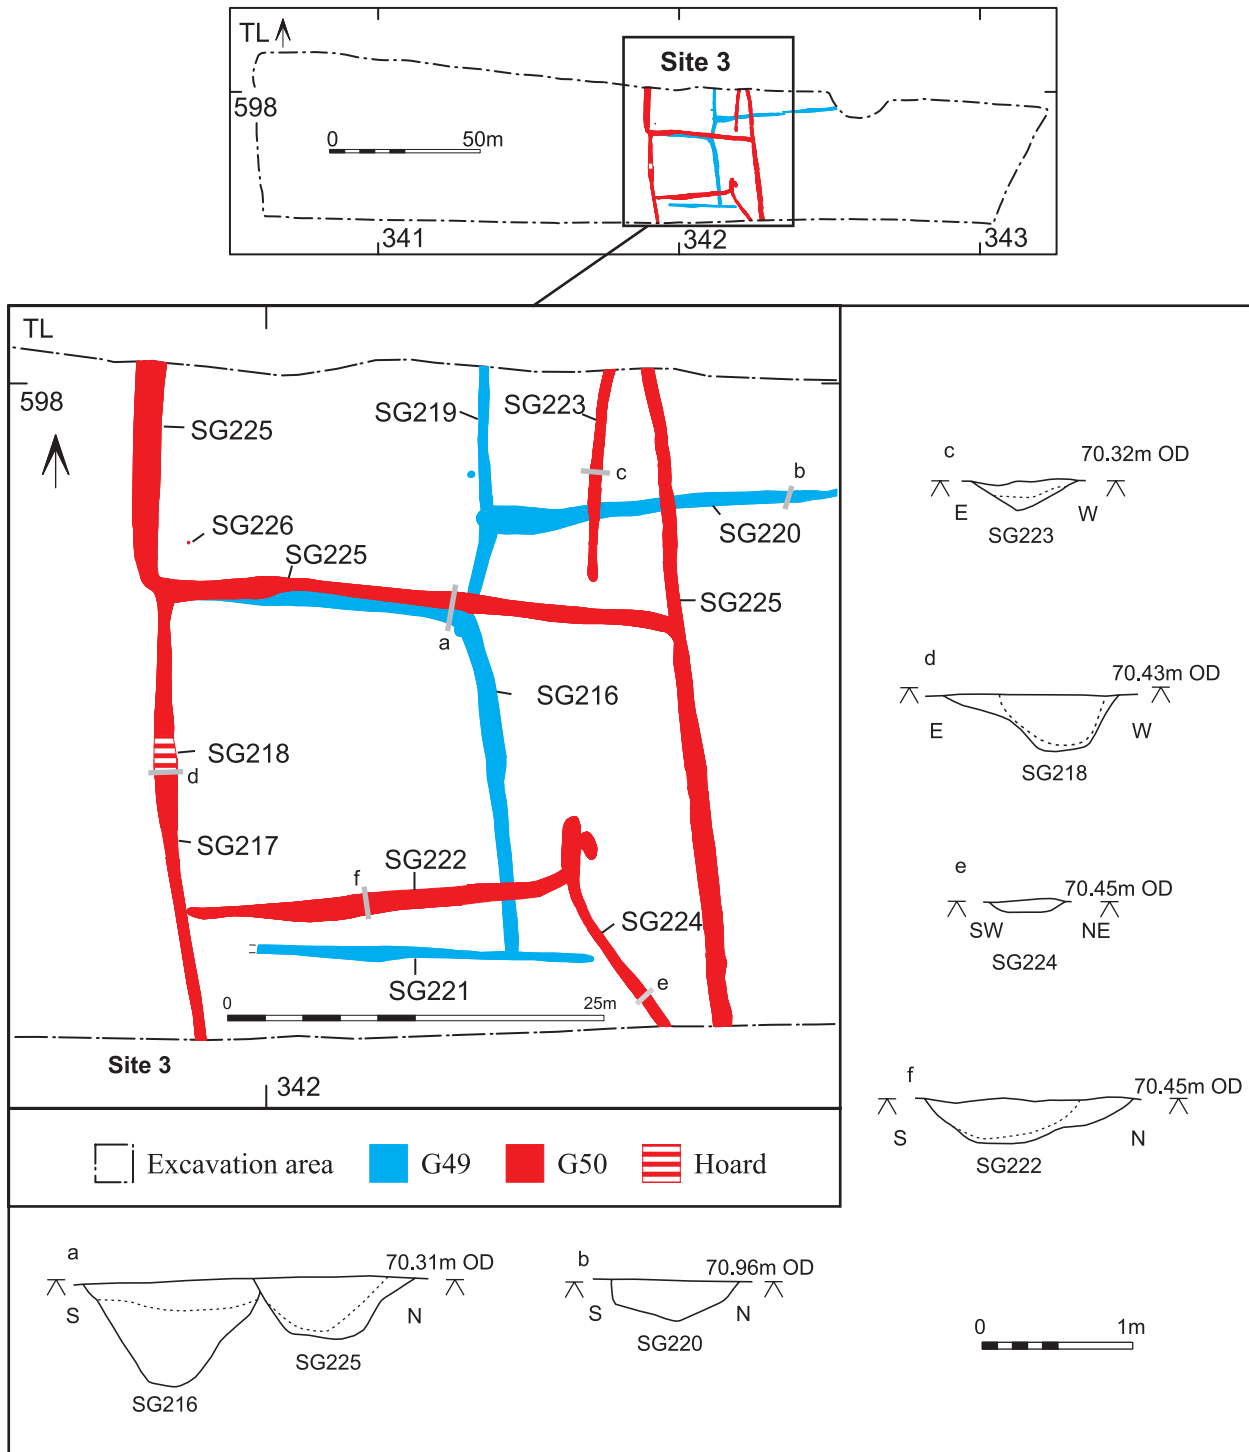 TL
Site 3
598
0 50m
341
342
343
TL
598
SG225
SG219
SG223
c
b
SG220
SG226
SG225
SG225
a
SG216
SG218
d
SG217
f
SG222
SG224
e
SG221
0 25m
Site 3
342
Excavation area
G49
G50
Hoard
c
70.32m OD
E
W
SG223
d
70.43m OD
E
W
SG218
e
70.45m OD
SW
NE
SG224
f
70.45m OD
S
N
SG222
a
70.31m OD
S
N
SG225
SG216
b
70.96m OD
S
N
SG220
0 1m